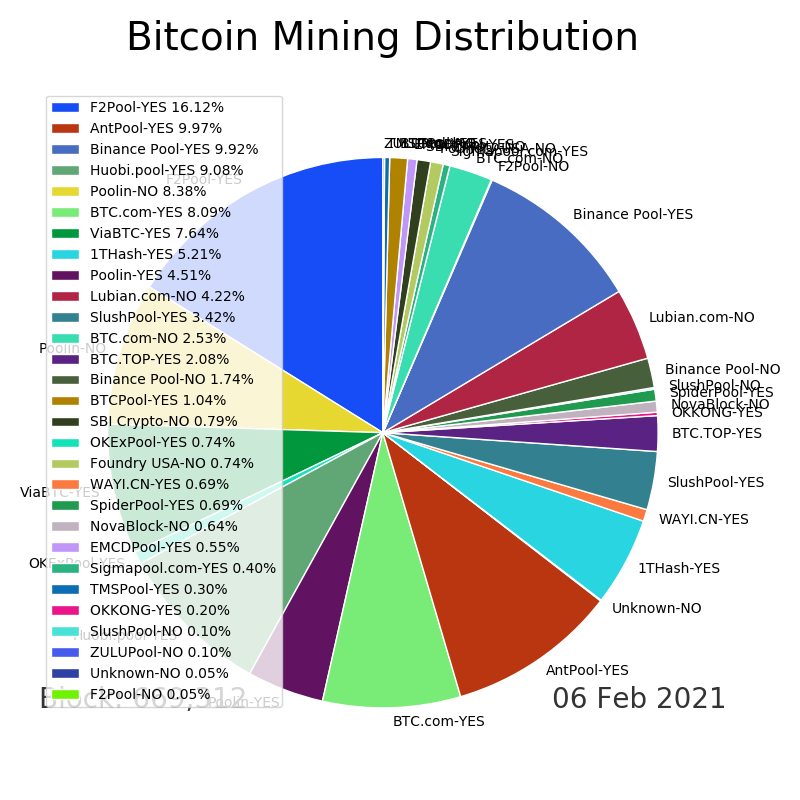 Bitcoin Mining Distribution
F2Pool-YES 16.12%
AntPool-YES 9.97%
Binance Pool-YES 9.92%
Huobi.pool-YES 9.08%
Poolin-NO 8.38%
BTC.com-YES 8.09%
ViaBTC-YES 7.64%
1THash-YES 5.21%
Poolin-YES 4.51%
Lubian.com-NO 4.22%
SlushPool-YES 3.42%
BTC.com-NO 2.53%
BTC.TOP-YES 2.08%
Binance Pool-NO 1.74%
BTCPool-YES 1.04%
SBI Crypto-NO 0.79%
OKExPool-YES 0.74%
Foundry USA-NO 0.74%
WAYI.CN-YES 0.69%
SpiderPool-YES 0.69%
NovaBlock-NO 0.64%
EMCDPool-YES 0.55%
Sigmapool.com-YES 0.40%
TMSPool-YES 0.30%
OKKONG-YES 0.20%
SlushPool-NO 0.10%
ZULUPool-NO 0.10%
Unknown-NO 0.05%
F2Pool-NO 0.05%
BTC.com-NO
F2Pool-NO
Binance Pool-YES
Lubian.com-NO
Binance Pool-NO
SlushPool-NO
SpiderPool-YES
NovaBlock-NO
OKKONG-YES
BTC.TOP-YES
SlushPool-YES
WAYI.CN-YES
1THash-YES
Unknown-NO
AntPool-YES
BTC.com-YES
Poolin-YES
Huobi.pool-YES
OKExPool-YES
ViaBTC-YES
Poolin-NO
F2Pool-YES
Block: 669,312
06 Feb 2021